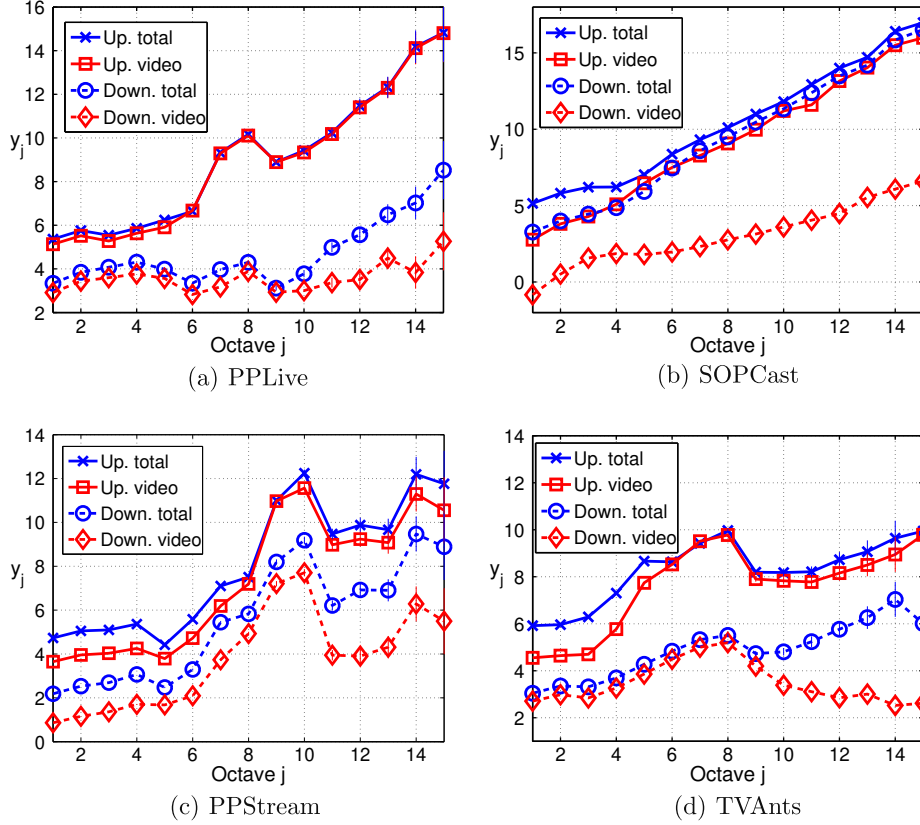 16
14
12
10
8
6
4
2
y_j
Up. total
Up. video
Down. total
Down. video
2 4 6 8 10 12 14
Octave j
(a) PPLive
15
10
5
0
y_j
Up. total
Up. video
Down. total
Down. video
2 4 6 8 10 12 14
Octave j
(b) SOPCast
14
12
10
8
6
4
2
0
y_j
Up. total
Up. video
Down. total
Down. video
2 4 6 8 10 12 14
Octave j
(c) PPStream
14
12
10
8
6
4
2
y_j
Up. total
Up. video
Down. total
Down. video
2 4 6 8 10 12 14
Octave j
(d) TVAnts